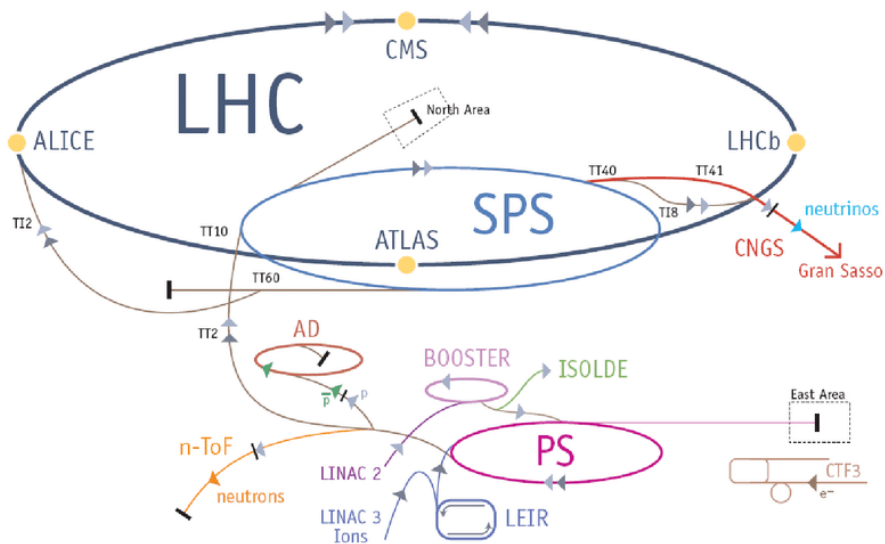 CMS
LHC
North Area
ALICE
LHCb
TT40
TT41
SPS
TI8
neutrinos
TI2
TT10
ATLAS
CNGS
Gran Sasso
TT60
TT2
AD
BOOSTER
ISOLDE
p
p
East Area
n-ToF
LINAC 2
PS
neutrons
CTF3
e-
LINAC 3
Ions
LEIR